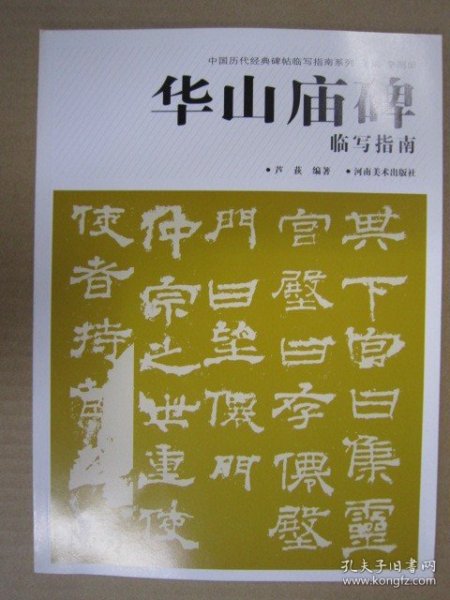 中国历代经典碑帖临写指南系列
华山庙碑
临写指南
•芦荻 编著 •河南美术出版社
其下宫曰集靈
宫殿曰存僊殿
門曰望僊門
仲宗之世重使
使者持
孔夫子旧书网
www.kongfz.com